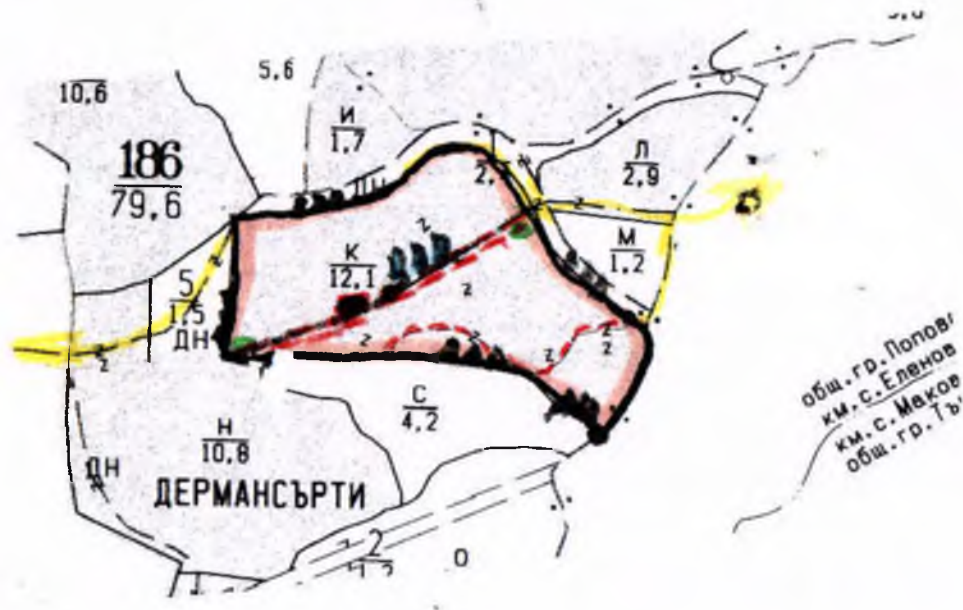 5,6
10,6
И
1,7
186
79,6
Л
2,9
2,
К
12,1
М
1,2
5
1,5
ДН
С
4,2
Н
10,8
ДН
ДЕРМАНСЪРТИ
О
2
общ.гр.Попов
км.с.Еленов
км.с.Маков
общ.гр.Тъ